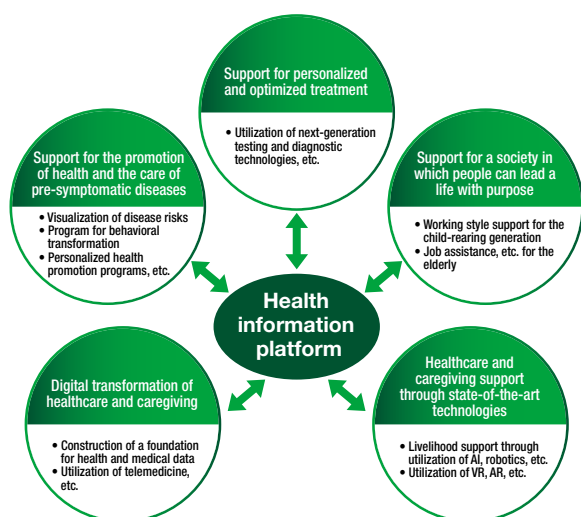 Support for personalized
and optimized treatment
• Utilization of next-generation
testing and diagnostic
technologies, etc.
Support for the promotion
of health and the care of
pre-symptomatic diseases
• Visualization of disease risks
• Program for behavioral
transformation
• Personalized health
promotion programs, etc.
Support for a society in
which people can lead a
life with purpose
• Working style support for the
child-rearing generation
• Job assistance, etc. for the
elderly
Health
information
platform
Digital transformation of
healthcare and caregiving
• Construction of a foundation
for health and medical data
• Utilization of telemedicine,
etc.
Healthcare and
caregiving support
through state-of-the-art
technologies
• Livelihood support through
utilization of AI, robotics, etc.
• Utilization of VR, AR, etc.